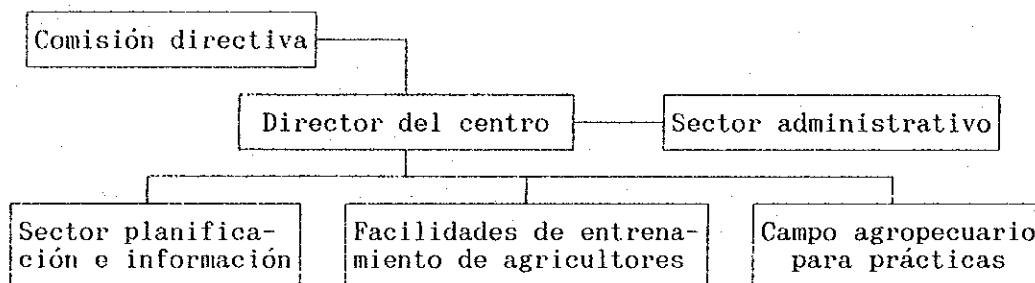 Comisión directiva
Director del centro
Sector administrativo
Sector planifica-
ción e información
Facilidades de entrena-
miento de agricultores
Campo agropecuario
para prácticas